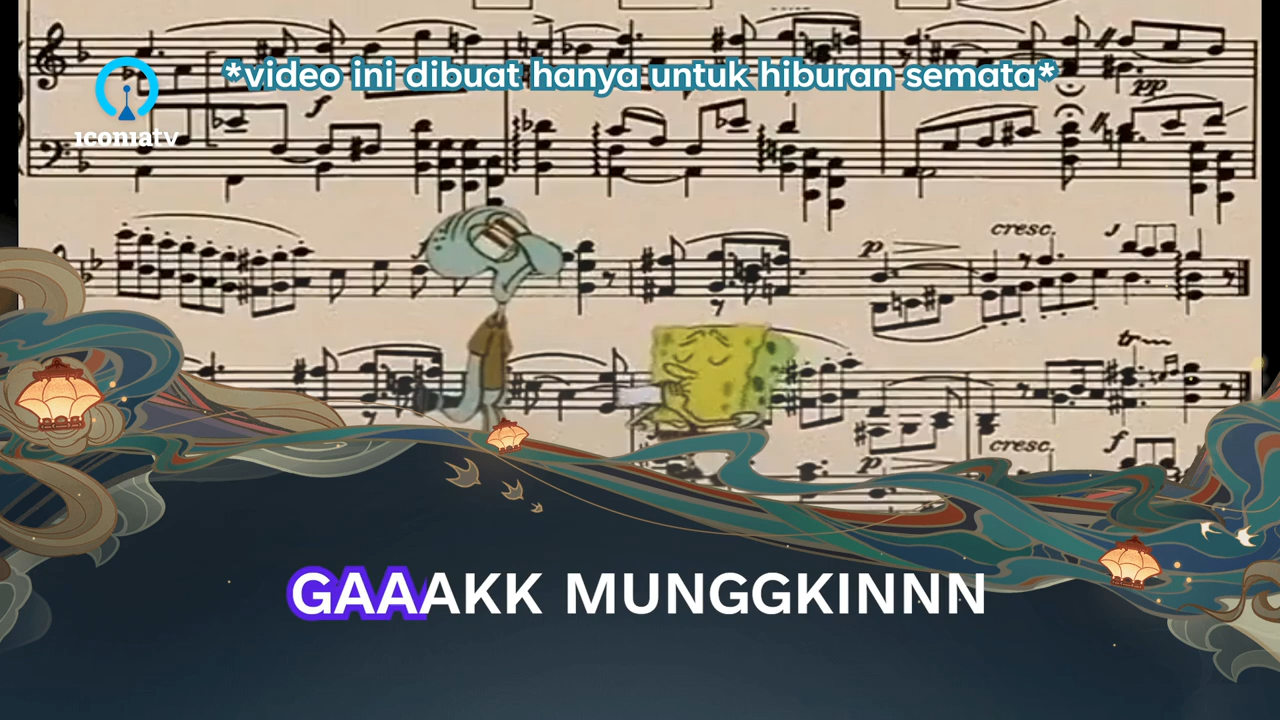 *video ini dibuat hanya untuk hiburan semata*
iconiatv
f
pp
p
cresc.
tr
cresc.
f
p
GAAAKK MUNGGKINNN